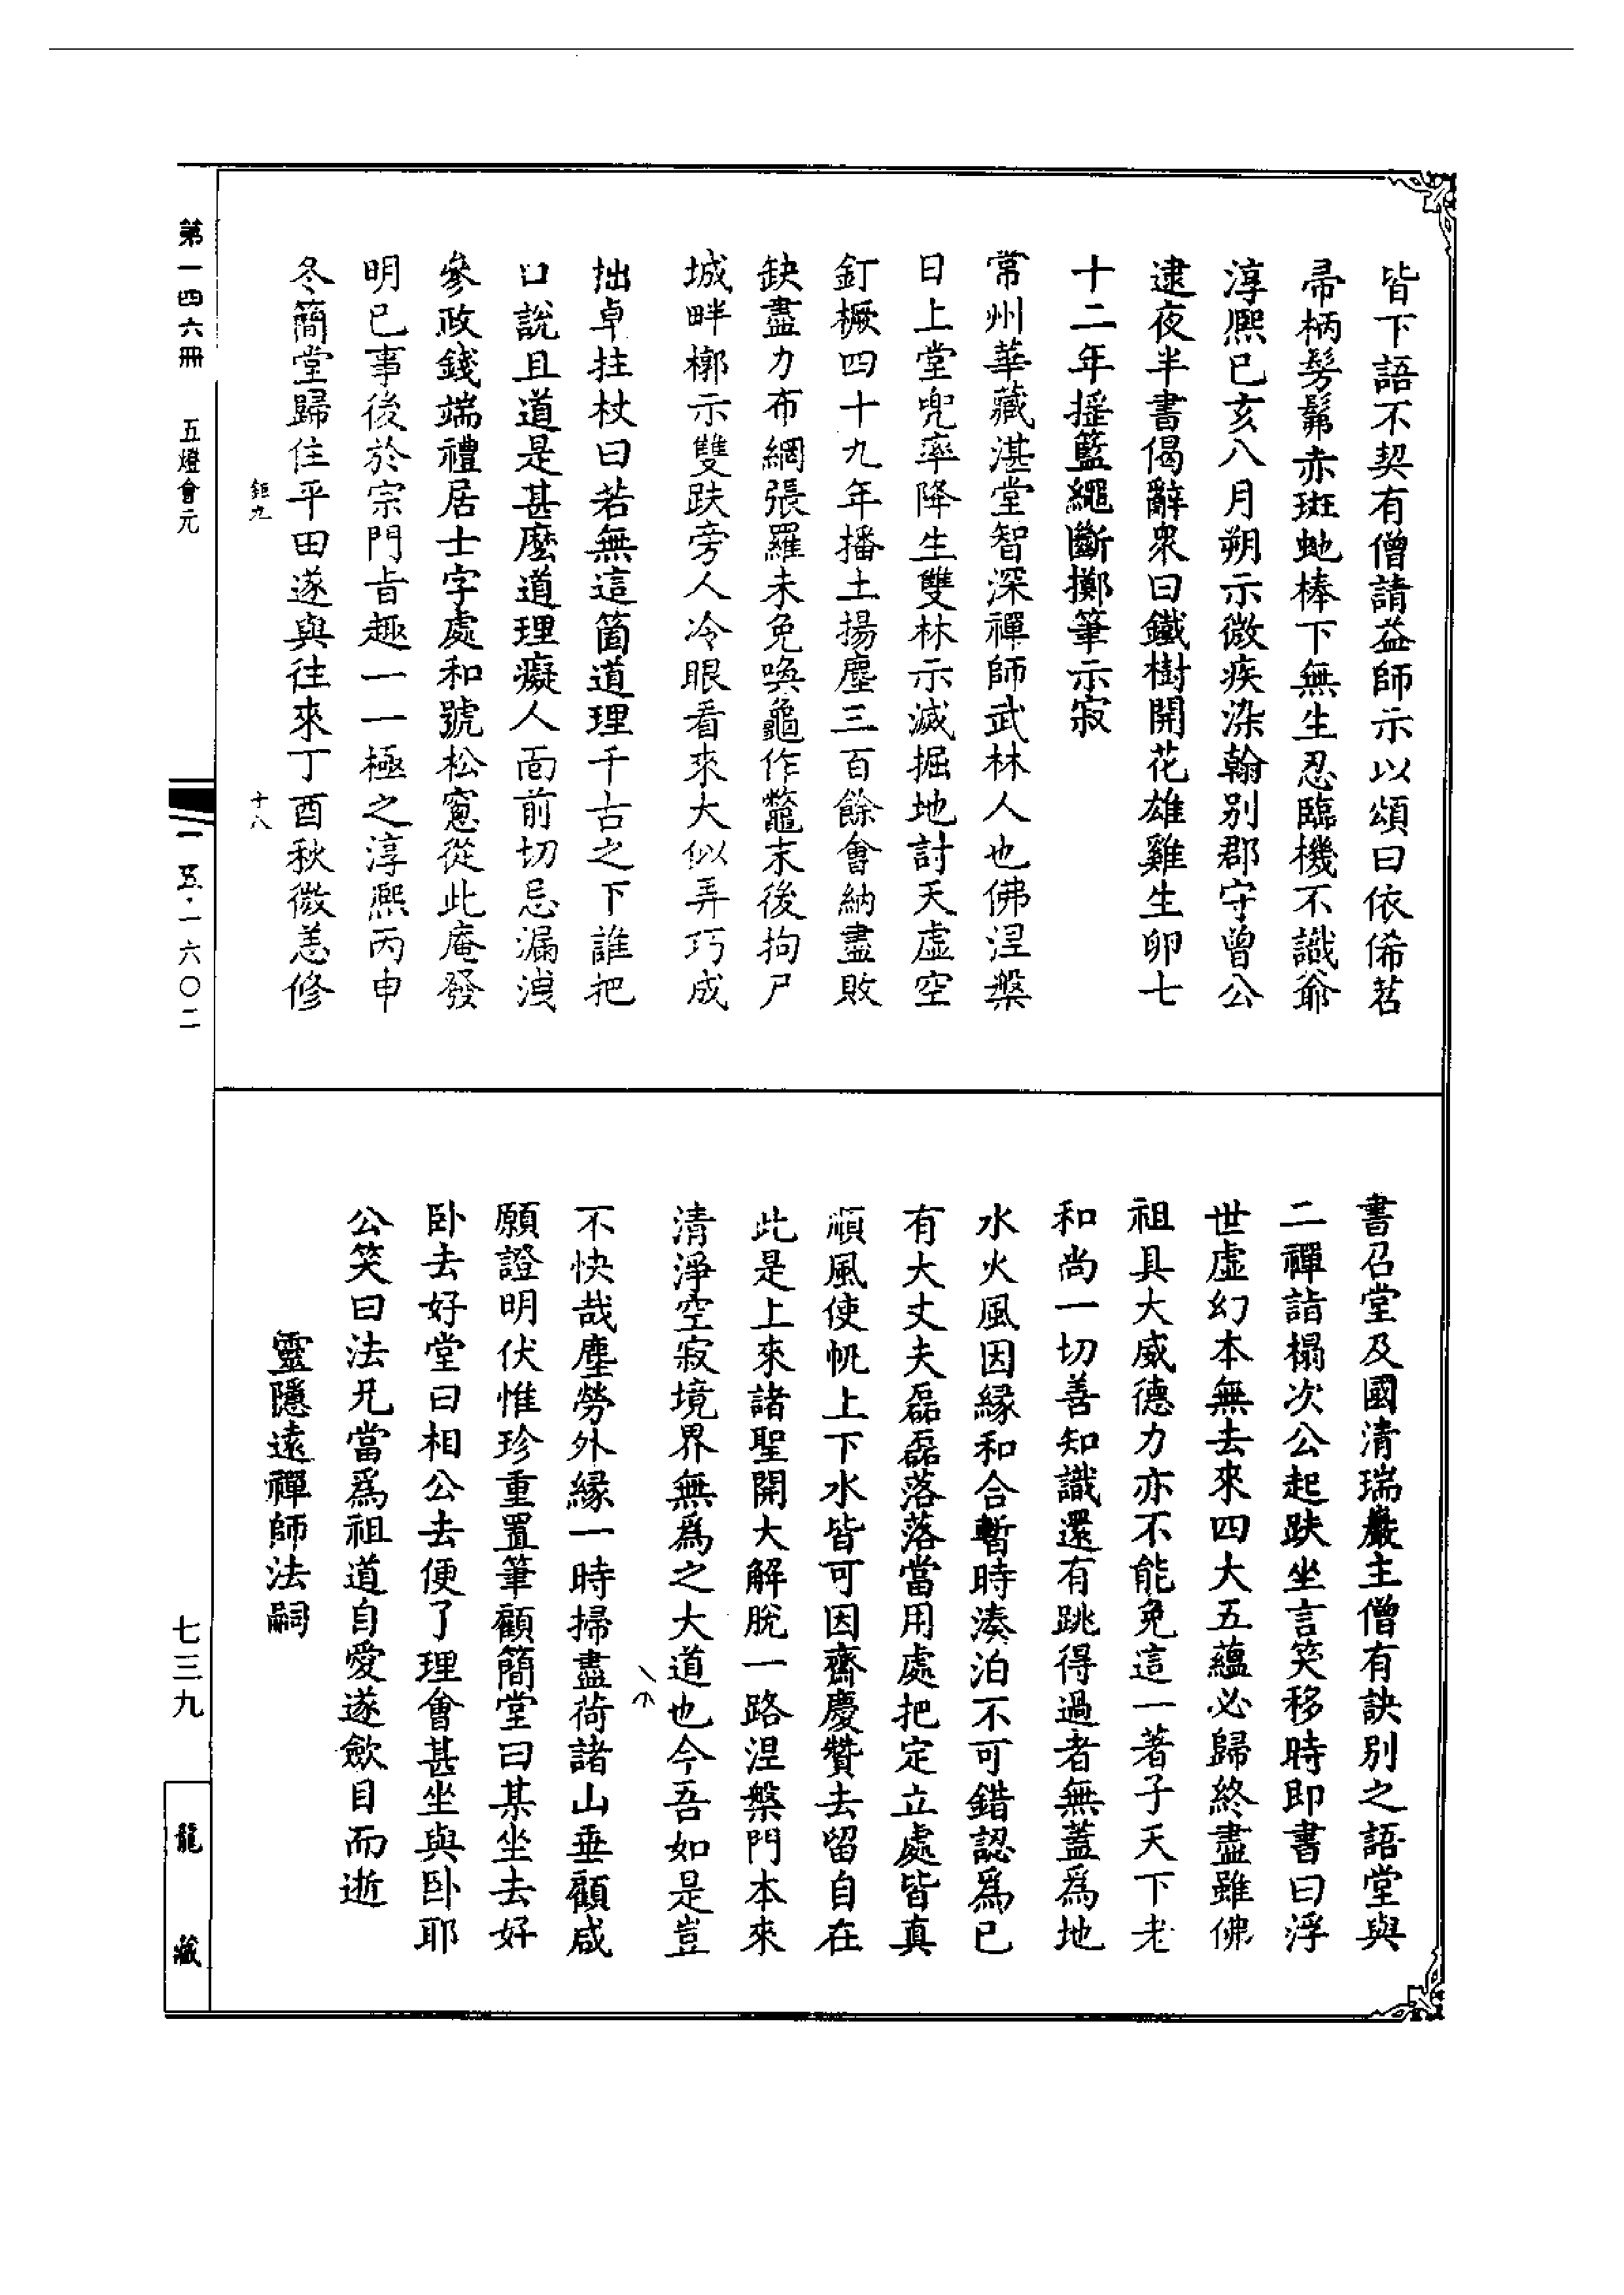 皆下語不契有僧請益師示以頌曰依俙苕
帚柄髣髴赤斑虵棒下無生忍臨機不識爺
淳熈已亥八月朔示微疾染翰别郡守曾公
逮夜半書偈辭衆曰鐵樹開花雄雞生卵七
十二年摇籃繩斷擲筆示寂
常州華藏湛堂智深禪師武林人也佛涅槃
日上堂兜率降生雙林示滅掘地討天虛空
釘橛四十九年播土揚塵三百餘會納盡敗
缺盡力布網張羅未免喚龜作鼈末後拘尸
城畔槨示雙趺旁人冷眼看來大似弄巧成
拙卓拄杖曰若無這箇道理千古之下誰把
口說且道是甚麼道理癡人面前切忌漏洩
參政錢端禮居士字處和號松窻從此庵發
明已事後於宗門旨趣一一極之淳熈丙申
冬簡堂歸住平田遂與往來丁酉秋微恙修
書召堂及國清瑞巖主僧有訣别之語堂與
二禪詣榻次公起趺坐言笑移時即書曰浮
世虛幻本無去來四大五蘊必歸終盡雖佛
祖具大威德力亦不能免這一著子天下老
和尚一切善知識還有跳得過者無蓋爲地
水火風因緣和合暫時湊泊不可錯認爲已
有大丈夫磊磊落落當用處把定立處皆真
順風使帆上下水皆可因齋慶贊去留自在
此是上來諸聖開大解脫一路涅槃門本來
清淨空寂境界無爲之大道也今吾如是豈
不快哉塵勞外緣一時掃盡荷諸山垂顧咸
願證明伏惟珍重置筆顧簡堂曰某坐去好
卧去好堂曰相公去便了理會甚坐與卧耶
公笑曰法兄當爲祖道自愛遂歛目而逝
靈隱遠禪師法嗣
鉅九
十八
第一四六冊
五燈會元
一五·一六〇二
七三九
龍藏